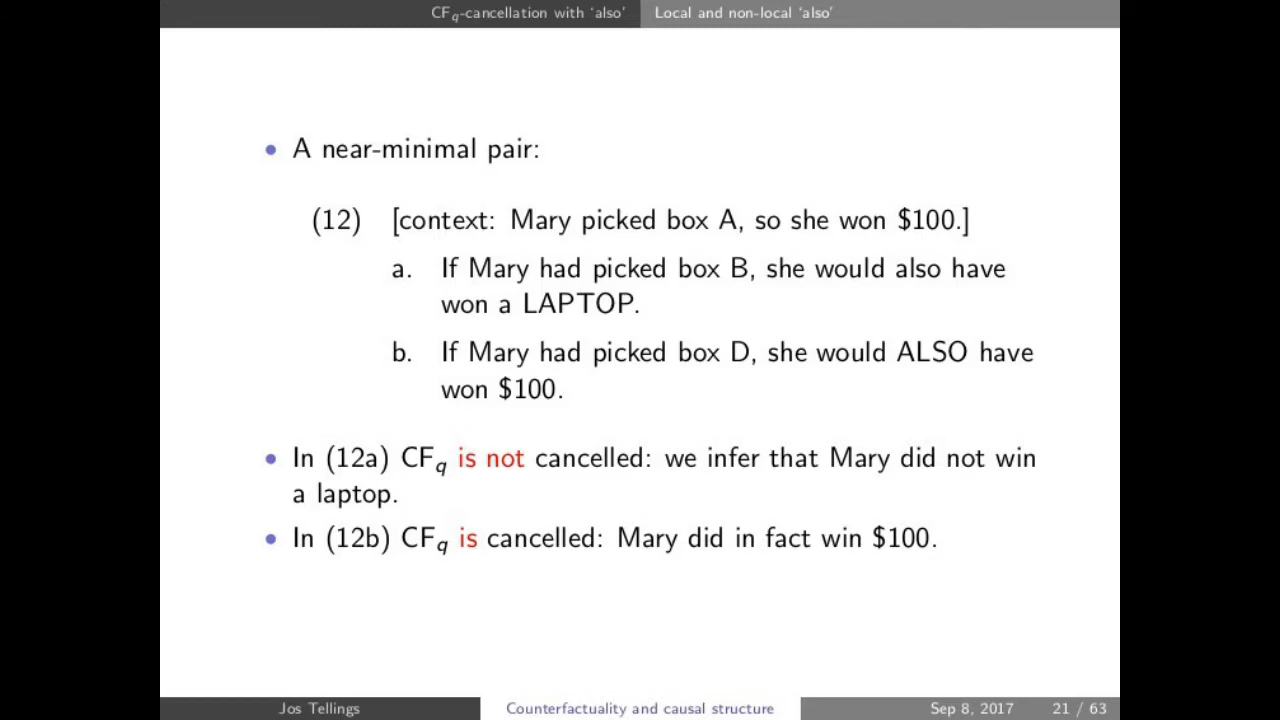 CFq-cancellation with ‘also’ Local and non-local ‘also’
• A near-minimal pair:
(12) [context: Mary picked box A, so she won $100.]
a. If Mary had picked box B, she would also have
won a LAPTOP.
b. If Mary had picked box D, she would ALSO have
won $100.
• In (12a) CFq is not cancelled: we infer that Mary did not win
a laptop.
• In (12b) CFq is cancelled: Mary did in fact win $100.
Jos Tellings Counterfactuality and causal structure Sep 8, 2017 21 / 63